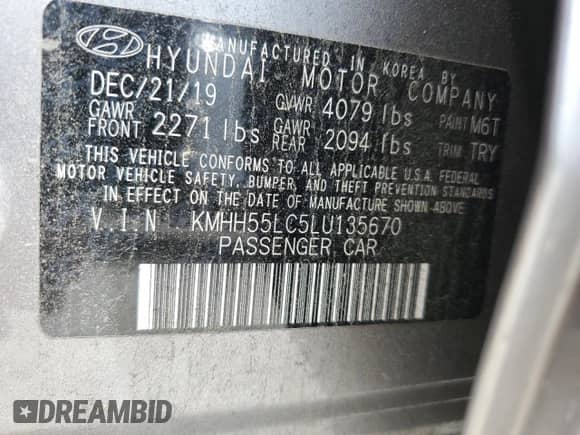 MANUFACTURED IN KOREA BY
HYUNDAI MOTOR COMPANY
DEC/21/19 GVWR 4079 lbs PAINT M6T
GAWR FRONT 2271 lbs GAWR REAR 2094 lbs TRIM TRY
THIS VEHICLE CONFORMS TO ALL APPLICABLE U.S.A. FEDERAL
MOTOR VEHICLE SAFETY, BUMPER, AND THEFT PREVENTION STANDARDS
IN EFFECT ON THE DATE OF MANUFACTURE SHOWN ABOVE
V.I.N KMHH55LC5LU135670
PASSENGER CAR
DREAMBID